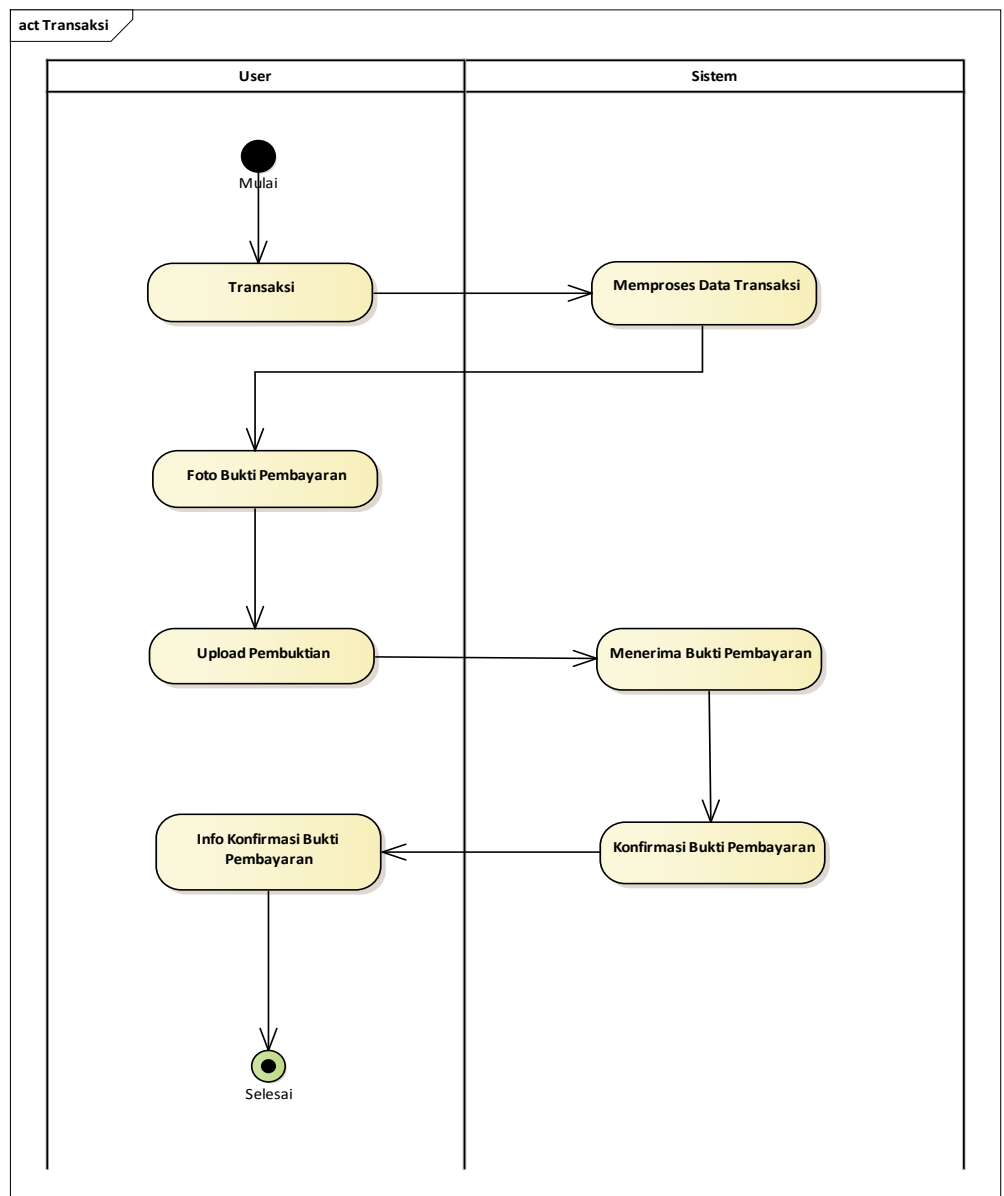 act Transaksi
User
Sistem
Mulai
Transaksi
Memproses Data Transaksi
Foto Bukti Pembayaran
Upload Pembuktian
Menerima Bukti Pembayaran
Info Konfirmasi Bukti
Pembayaran
Konfirmasi Bukti Pembayaran
Selesai